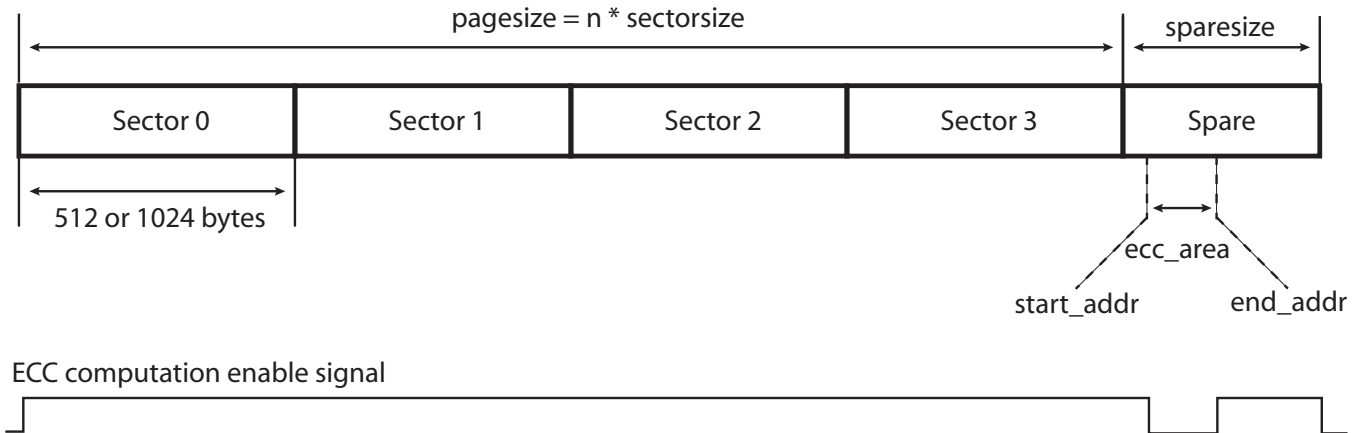 pagesize = n * sectorsize
sparesize
Sector 0
Sector 1
Sector 2
Sector 3
Spare
512 or 1024 bytes
ecc_area
start_addr
end_addr
ECC computation enable signal